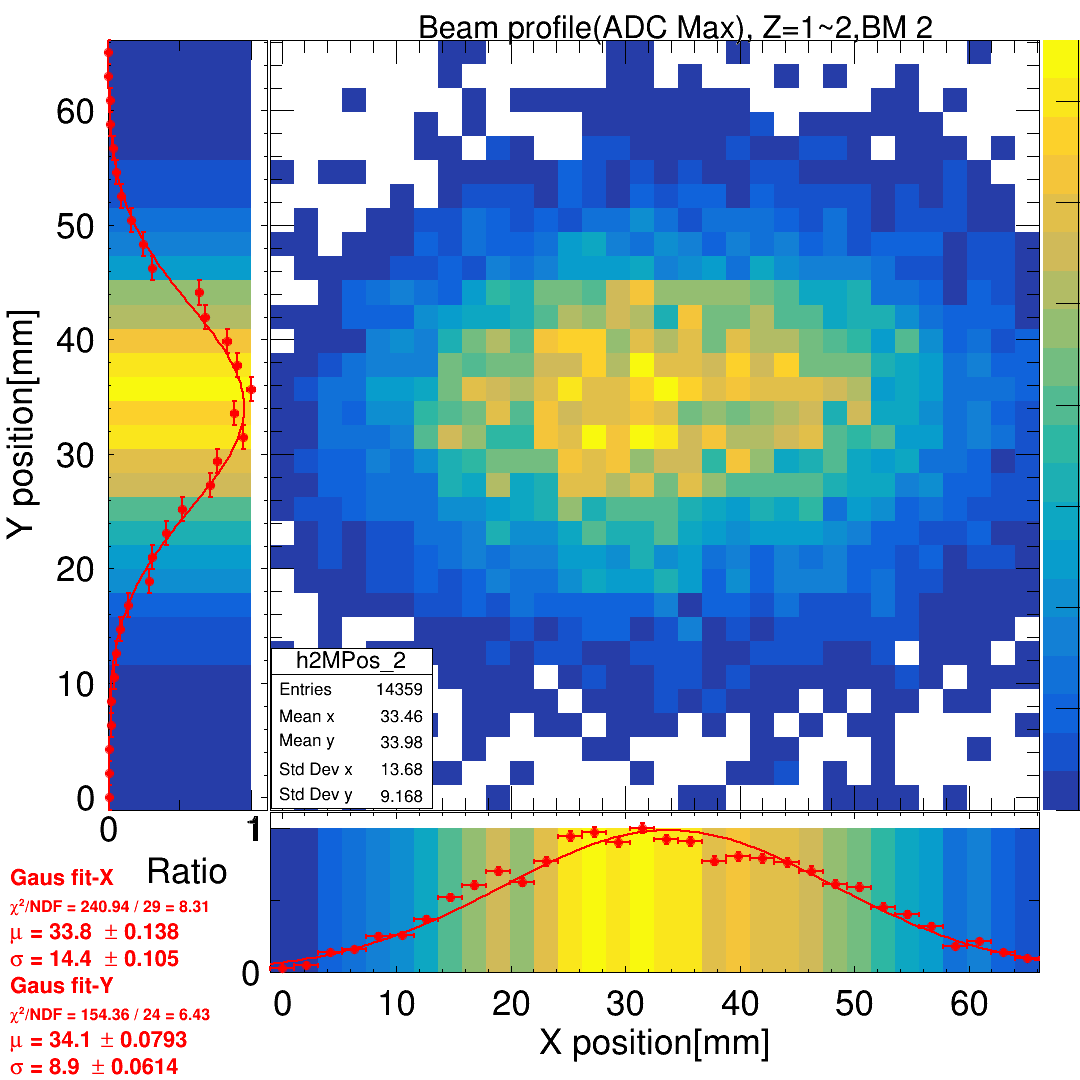 Beam profile(ADC Max), Z=1~2,BM 2
Y position[mm]
60
50
40
30
20
10
0
0
1
Ratio
h2MPos_2
Entries 14359
Mean x 33.46
Mean y 33.98
Std Dev x 13.68
Std Dev y 9.168
1
0
0 10 20 30 40 50 60
X position[mm]
Gaus fit-X
χ²/NDF = 240.94 / 29 = 8.31
μ = 33.8 ± 0.138
σ = 14.4 ± 0.105
Gaus fit-Y
χ²/NDF = 154.36 / 24 = 6.43
μ = 34.1 ± 0.0793
σ = 8.9 ± 0.0614